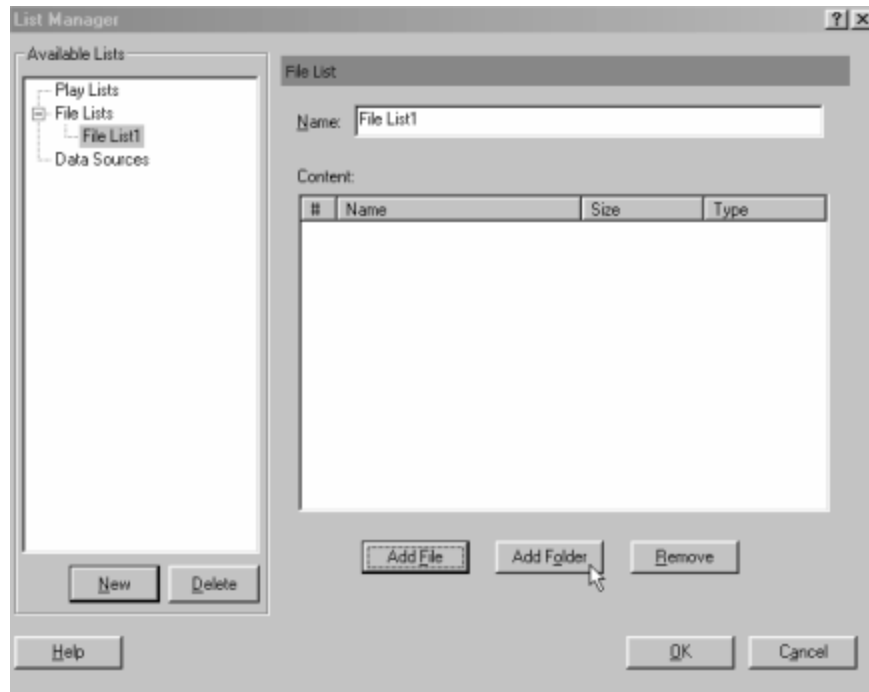 List Manager
Available Lists
Play Lists
File Lists
File List1
Data Sources
New Delete
File List
Name: File List1
Content:
# Name Size Type
Add File Add Folder Remove
Help OK Cancel